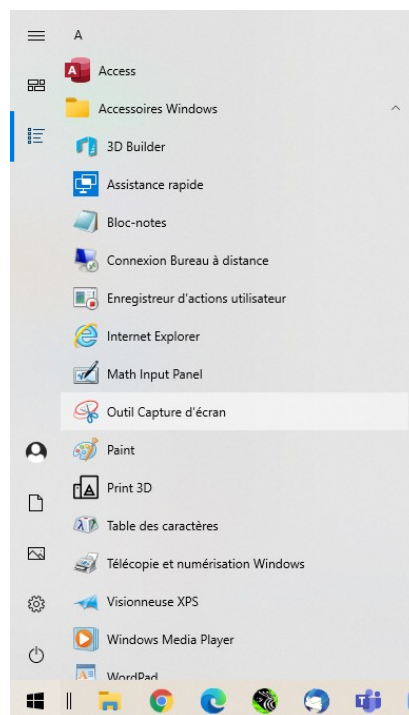 A
Access
Accessoires Windows
3D Builder
Assistance rapide
Bloc-notes
Connexion Bureau à distance
Enregistreur d'actions utilisateur
Internet Explorer
Math Input Panel
Outil Capture d'écran
Paint
Print 3D
Table des caractères
Télécopie et numérisation Windows
Visionneuse XPS
Windows Media Player
WordPad